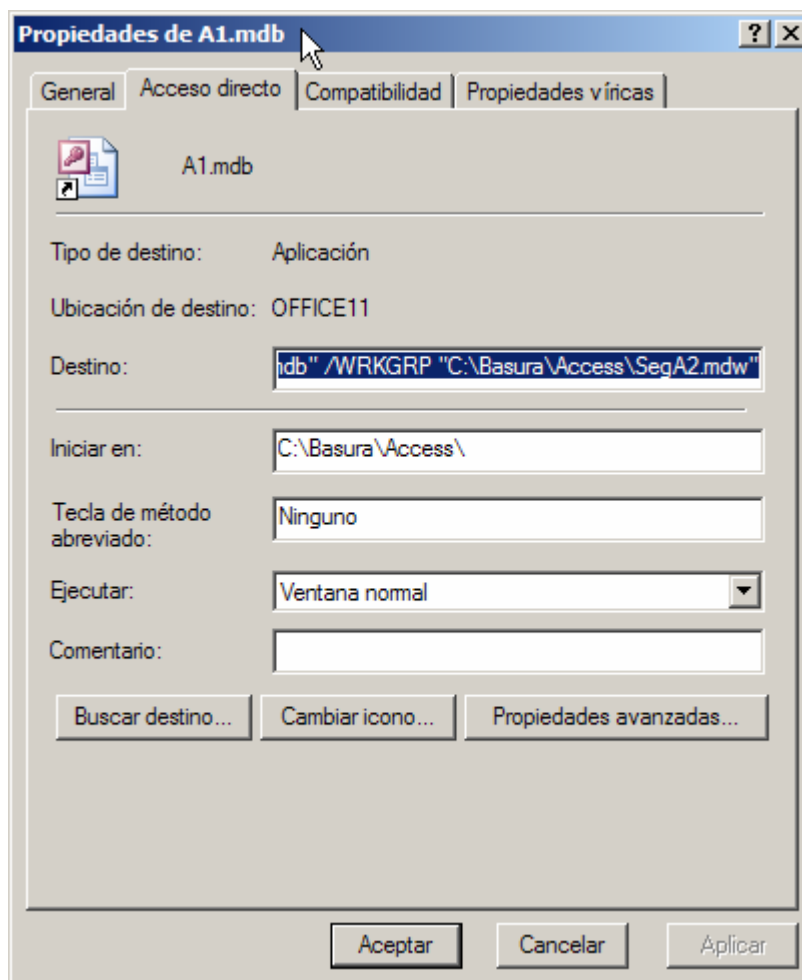 Propiedades de A1.mdb
General Acceso directo Compatibilidad Propiedades víricas
A1.mdb
Tipo de destino: Aplicación
Ubicación de destino: OFFICE11
Destino: ndb" /WRKGRP "C:\Basura\Access\SegA2.mdw"
Iniciar en: C:\Basura\Access\
Tecla de método
abreviado: Ninguno
Ejecutar: Ventana normal
Comentario:
Buscar destino... Cambiar icono... Propiedades avanzadas...
Aceptar Cancelar Aplicar